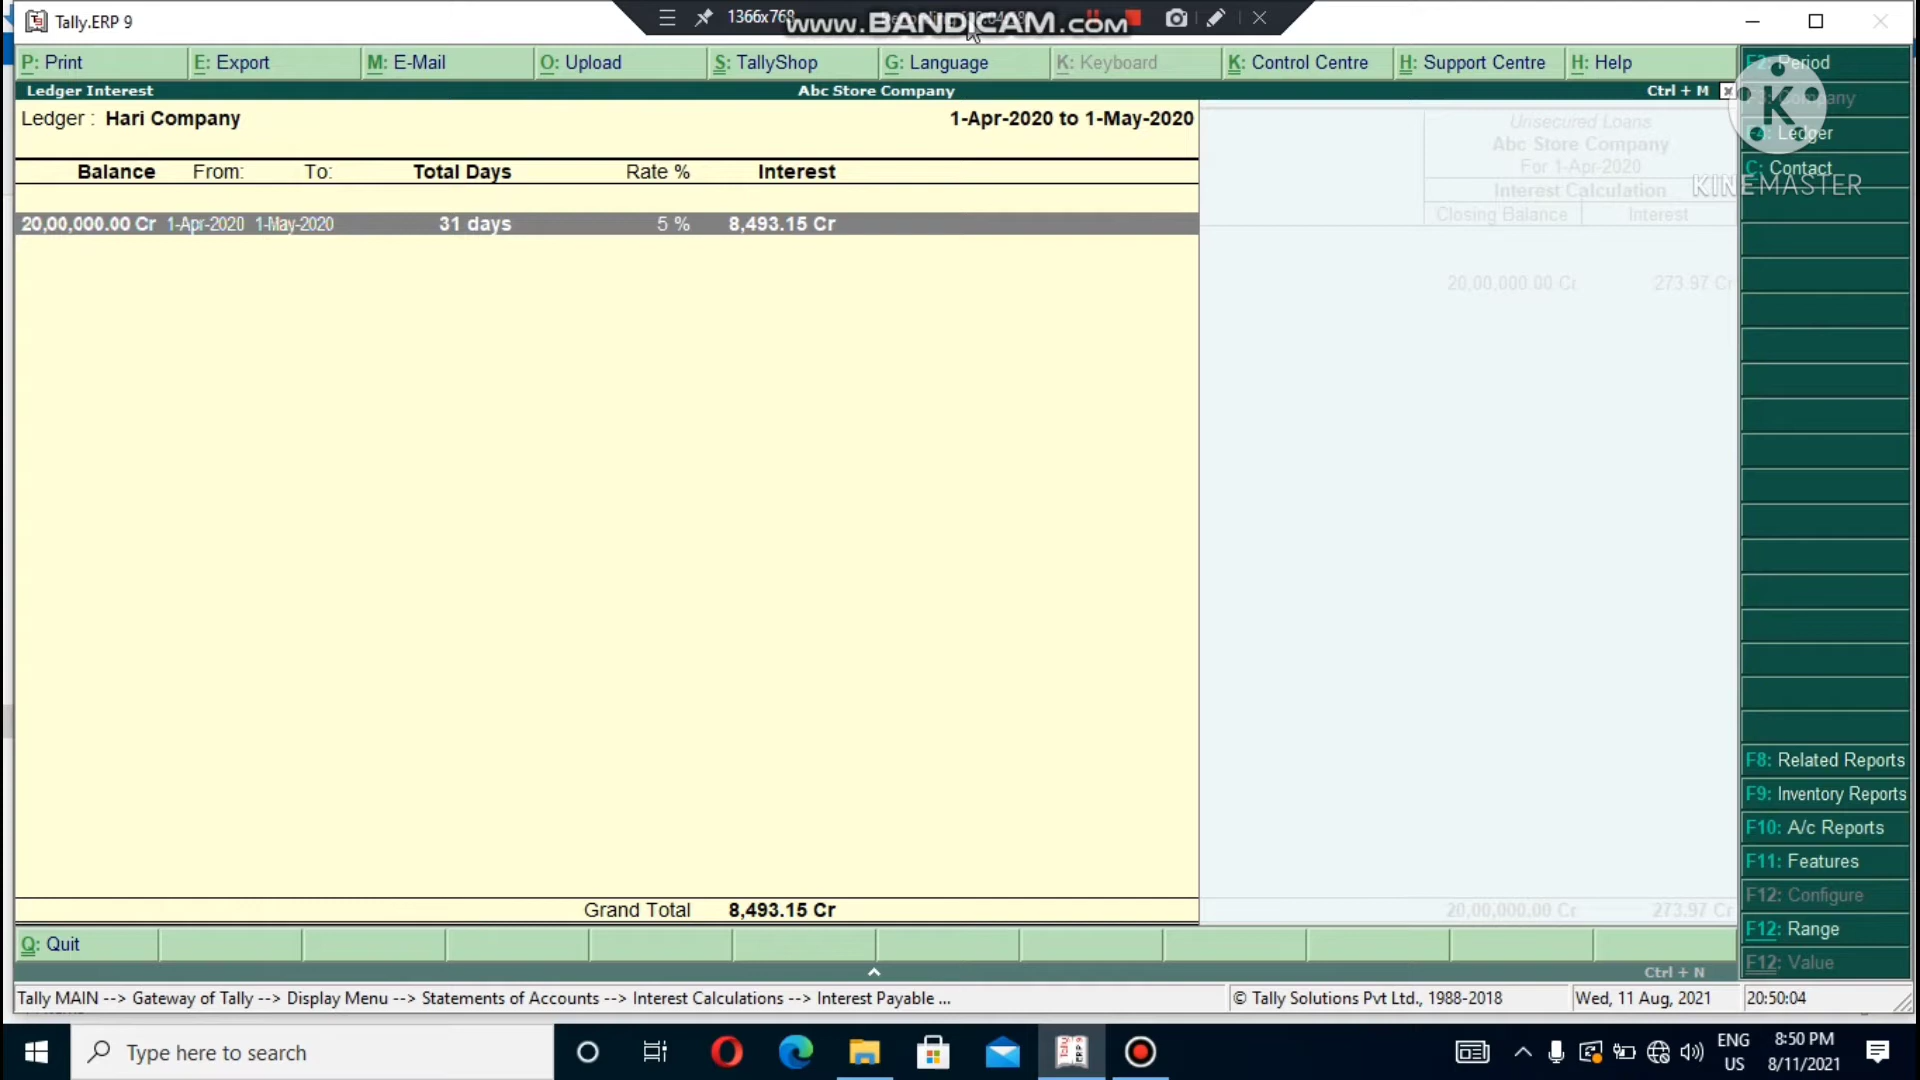 Tally.ERP 9
1366x768
www.BANDICAM.com
P: Print
E: Export
M: E-Mail
O: Upload
S: TallyShop
G: Language
K: Keyboard
K: Control Centre
H: Support Centre
H: Help
F2: Period
Ledger Interest
Abc Store Company
Ctrl + M
Company
Ledger : Hari Company
1-Apr-2020 to 1-May-2020
Unsecured Loans
Abc Store Company
For 1-Apr-2020
Interest Calculation
Closing Balance
Interest
F4: Ledger
C: Contact
KINEMASTER
Balance From: To: Total Days Rate % Interest
20,00,000.00 Cr 1-Apr-2020 1-May-2020 31 days 5 % 8,493.15 Cr
20,00,000.00 Cr 273.97 Cr
F8: Related Reports
F9: Inventory Reports
F10: A/c Reports
F11: Features
F12: Configure
F12: Range
F12: Value
Grand Total 8,493.15 Cr
20,00,000.00 Cr 273.97 Cr
Q: Quit
Ctrl + N
Tally MAIN --> Gateway of Tally --> Display Menu --> Statements of Accounts --> Interest Calculations --> Interest Payable ...
© Tally Solutions Pvt Ltd., 1988-2018
Wed, 11 Aug, 2021
20:50:04
Type here to search
ENG
US
8:50 PM
8/11/2021